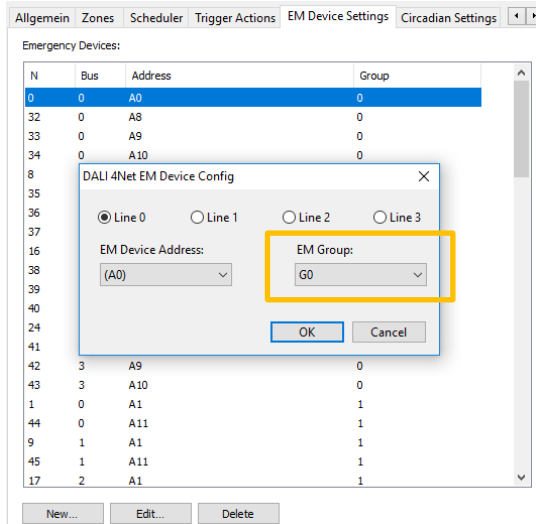 Allgemein Zones Scheduler Trigger Actions EM Device Settings Circadian Settings
Emergency Devices:
N Bus Address Group
0 0 A0 0
32 0 A8 0
33 0 A9 0
34 0 A10 0
8
DALI 4Net EM Device Config
35
36
Line 0 Line 1 Line 2 Line 3
37
16
EM Device Address: EM Group:
38
(A0) G0
39
40
24
OK Cancel
41
42 3 A9 0
43 3 A10 0
1 0 A1 1
44 0 A11 1
9 1 A1 1
45 1 A11 1
17 2 A1 1
New... Edit... Delete